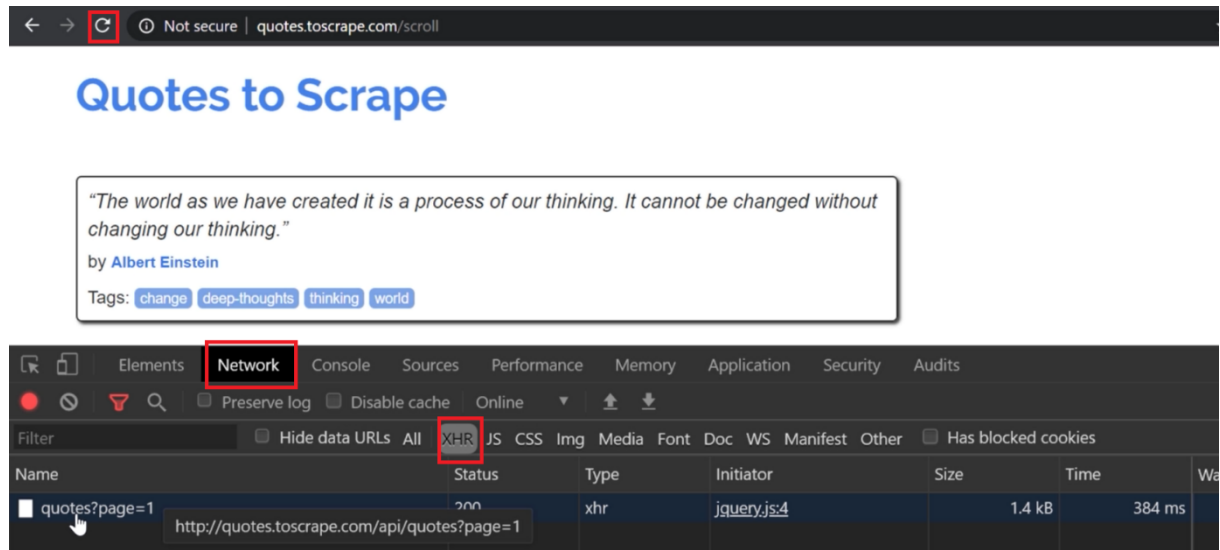 Not secure | quotes.toscrape.com/scroll
Quotes to Scrape
“The world as we have created it is a process of our thinking. It cannot be changed without
changing our thinking.”
by Albert Einstein
Tags: change deep-thoughts thinking world
Elements Network Console Sources Performance Memory Application Security Audits
Preserve log Disable cache Online
Filter Hide data URLs All XHR JS CSS Img Media Font Doc WS Manifest Other Has blocked cookies
Name Status Type Initiator Size Time Wa
quotes?page=1 200 xhr jquery.js:4 1.4 kB 384 ms
http://quotes.toscrape.com/api/quotes?page=1